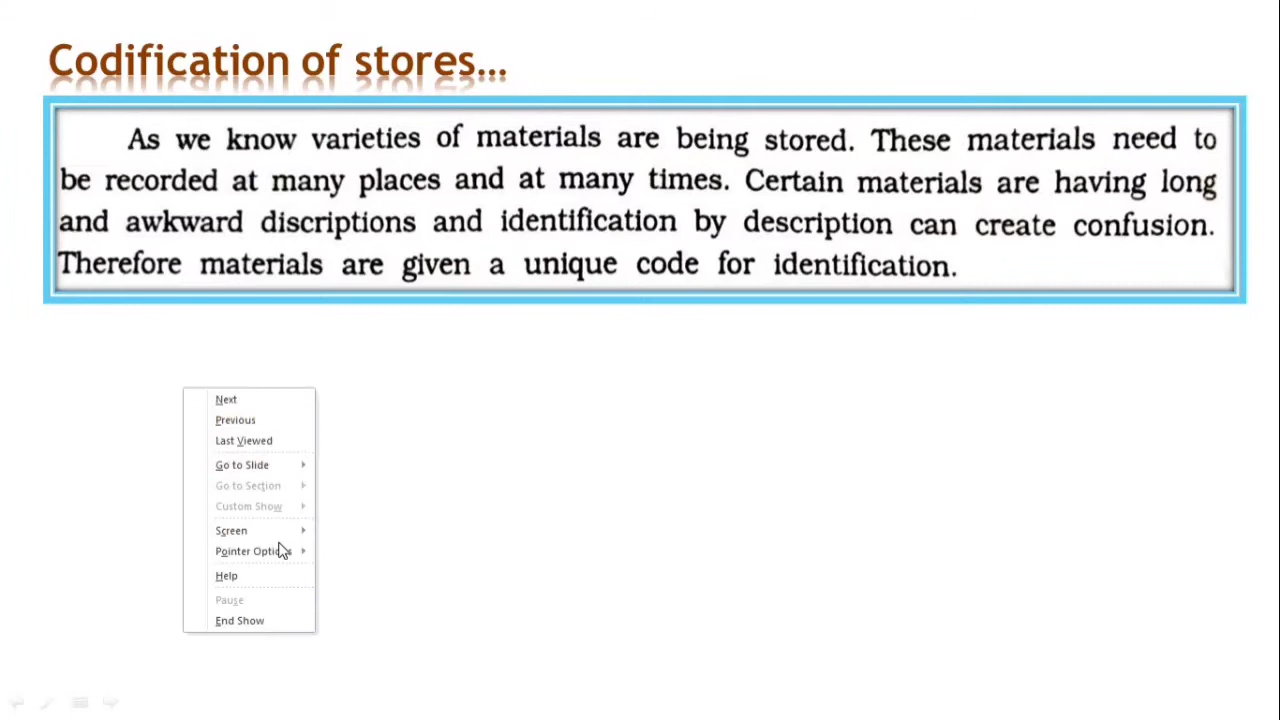 Codification of stores...
As we know varieties of materials are being stored. These materials need to
be recorded at many places and at many times. Certain materials are having long
and awkward discriptions and identification by description can create confusion.
Therefore materials are given a unique code for identification.
Next
Previous
Last Viewed
Go to Slide
Go to Section
Custom Show
Screen
Pointer Options
Help
Pause
End Show